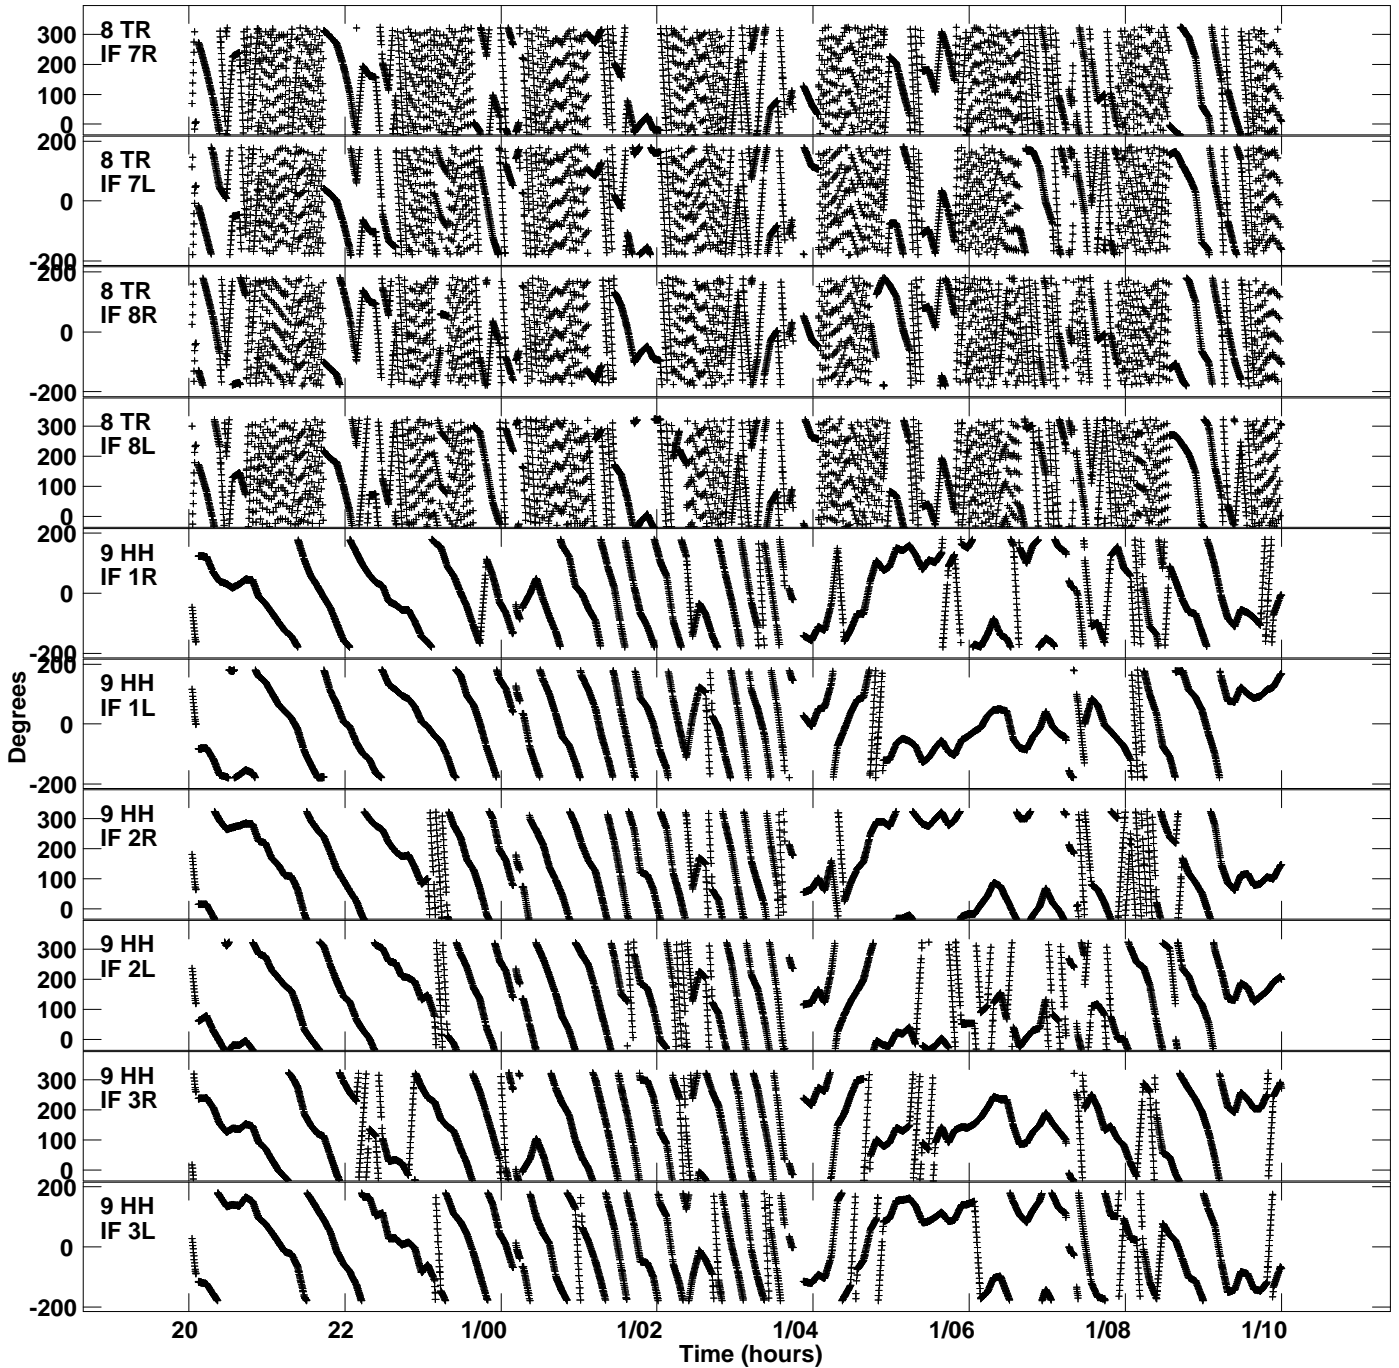 8 TR
IF 7R
300
200
100
0
8 TR
IF 7L
200
0
-200
8 TR
IF 8R
200
0
-200
8 TR
IF 8L
300
200
100
0
9 HH
IF 1R
200
0
-200
9 HH
IF 1L
200
0
-200
9 HH
IF 2R
300
200
100
0
9 HH
IF 2L
300
200
100
0
9 HH
IF 3R
300
200
100
0
9 HH
IF 3L
200
0
-200
Degrees
20 22 1/00 1/02 1/04 1/06 1/08 1/10
Time (hours)